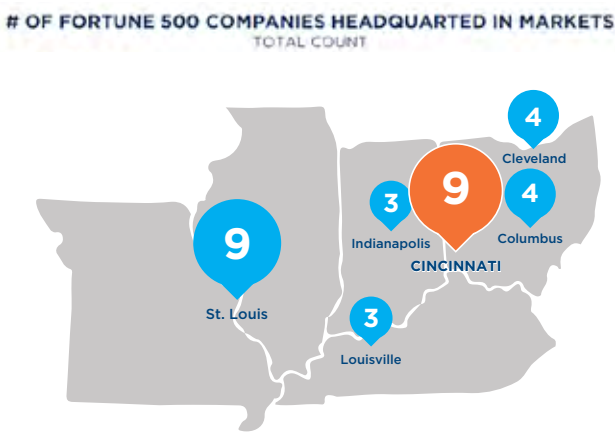 # OF FORTUNE 500 COMPANIES HEADQUARTED IN MARKETS
TOTAL COUNT
4
Cleveland
9
4
3
Indianapolis
Columbus
CINCINNATI
9
St. Louis
3
Louisville